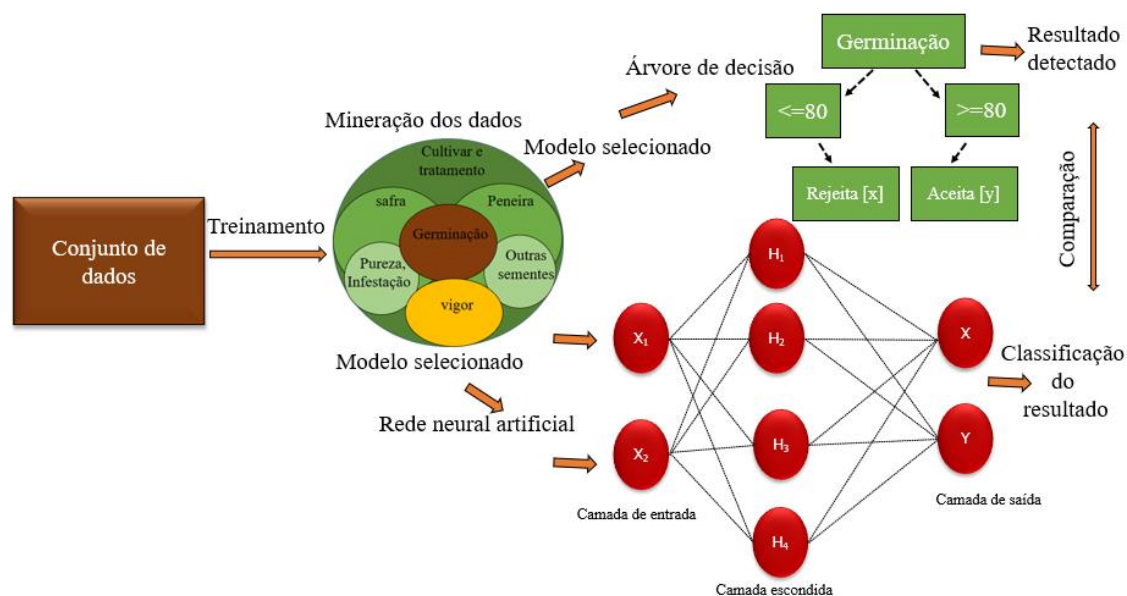 Conjunto de
dados
Treinamento
Mineração dos dados
Cultivar e
tratamento
safra
Peneira
Germinação
Pureza,
Infestação
Outras
sementes
vigor
Modelo selecionado
Árvore de decisão
Germinação
<=80
>=80
Rejeita [x]
Aceita [y]
Resultado
detectado
Comparação
Modelo selecionado
Rede neural artificial
X₁
X₂
Camada de entrada
H₁
H₂
H₃
H₄
Camada escondida
X
Y
Camada de saída
Classificação
do
resultado